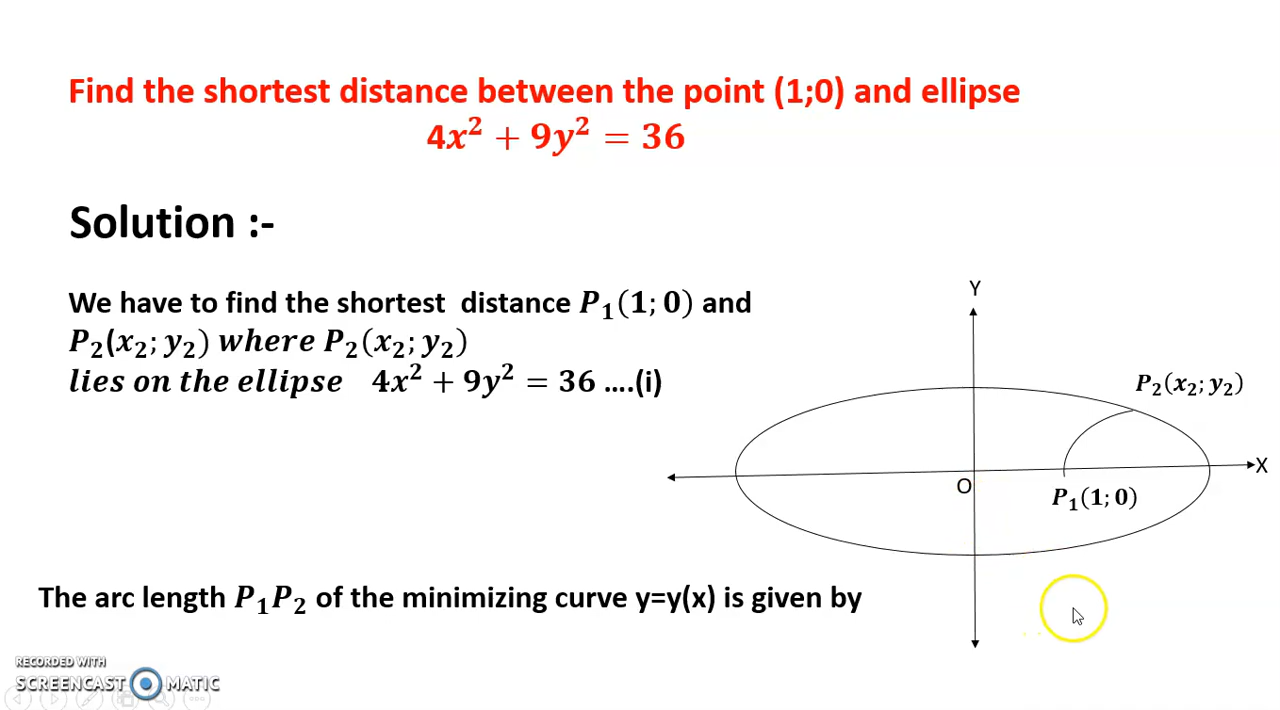 Find the shortest distance between the point (1;0) and ellipse
4x² + 9y² = 36
Solution :-
We have to find the shortest distance P₁(1; 0) and
P₂(x₂; y₂) where P₂(x₂; y₂)
lies on the ellipse 4x² + 9y² = 36 ....(i)
Y
P₂(x₂; y₂)
X
O
P₁(1; 0)
The arc length P₁P₂ of the minimizing curve y=y(x) is given by
RECORDED WITH
SCREENCAST MATIC